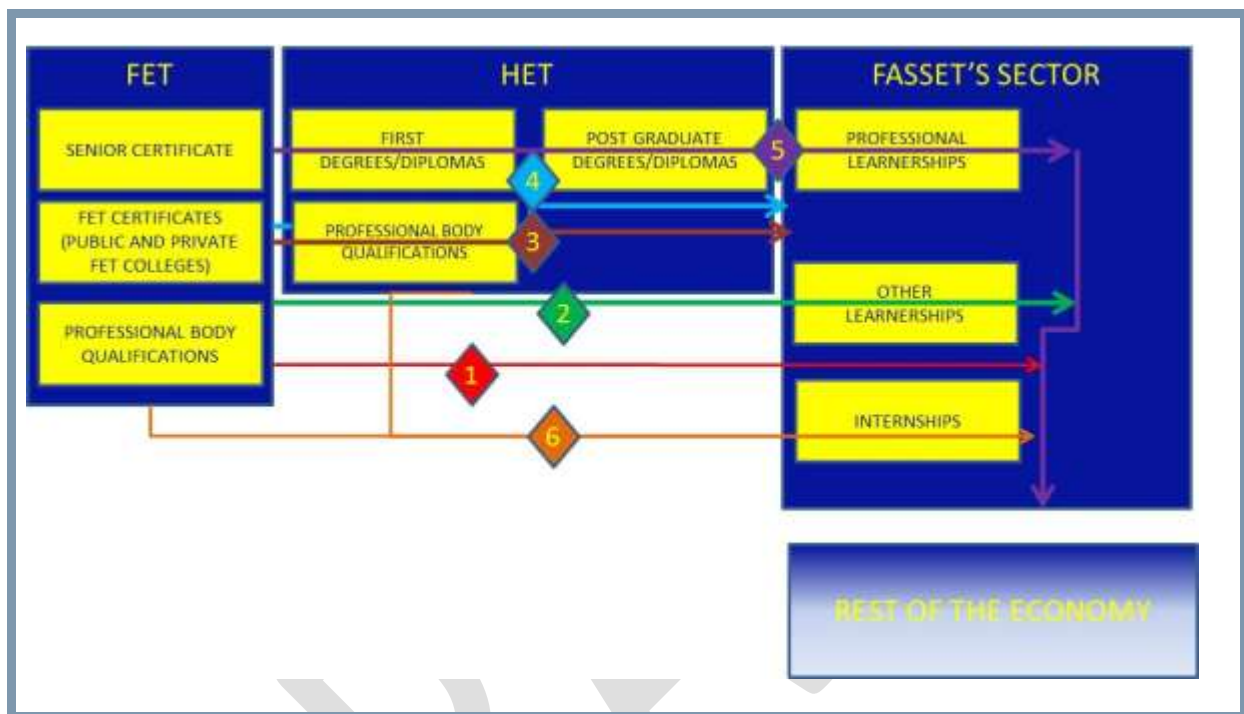 FET
SENIOR CERTIFICATE
FET CERTIFICATES
(PUBLIC AND PRIVATE
FET COLLEGES)
PROFESSIONAL BODY
QUALIFICATIONS
HET
FIRST
DEGREES/DIPLOMAS
POST GRADUATE
DEGREES/DIPLOMAS
PROFESSIONAL BODY
QUALIFICATIONS
FASSET'S SECTOR
PROFESSIONAL
LEARNERSHIPS
OTHER
LEARNERSHIPS
INTERNSHIPS
5
4
3
2
1
6
REST OF THE ECONOMY